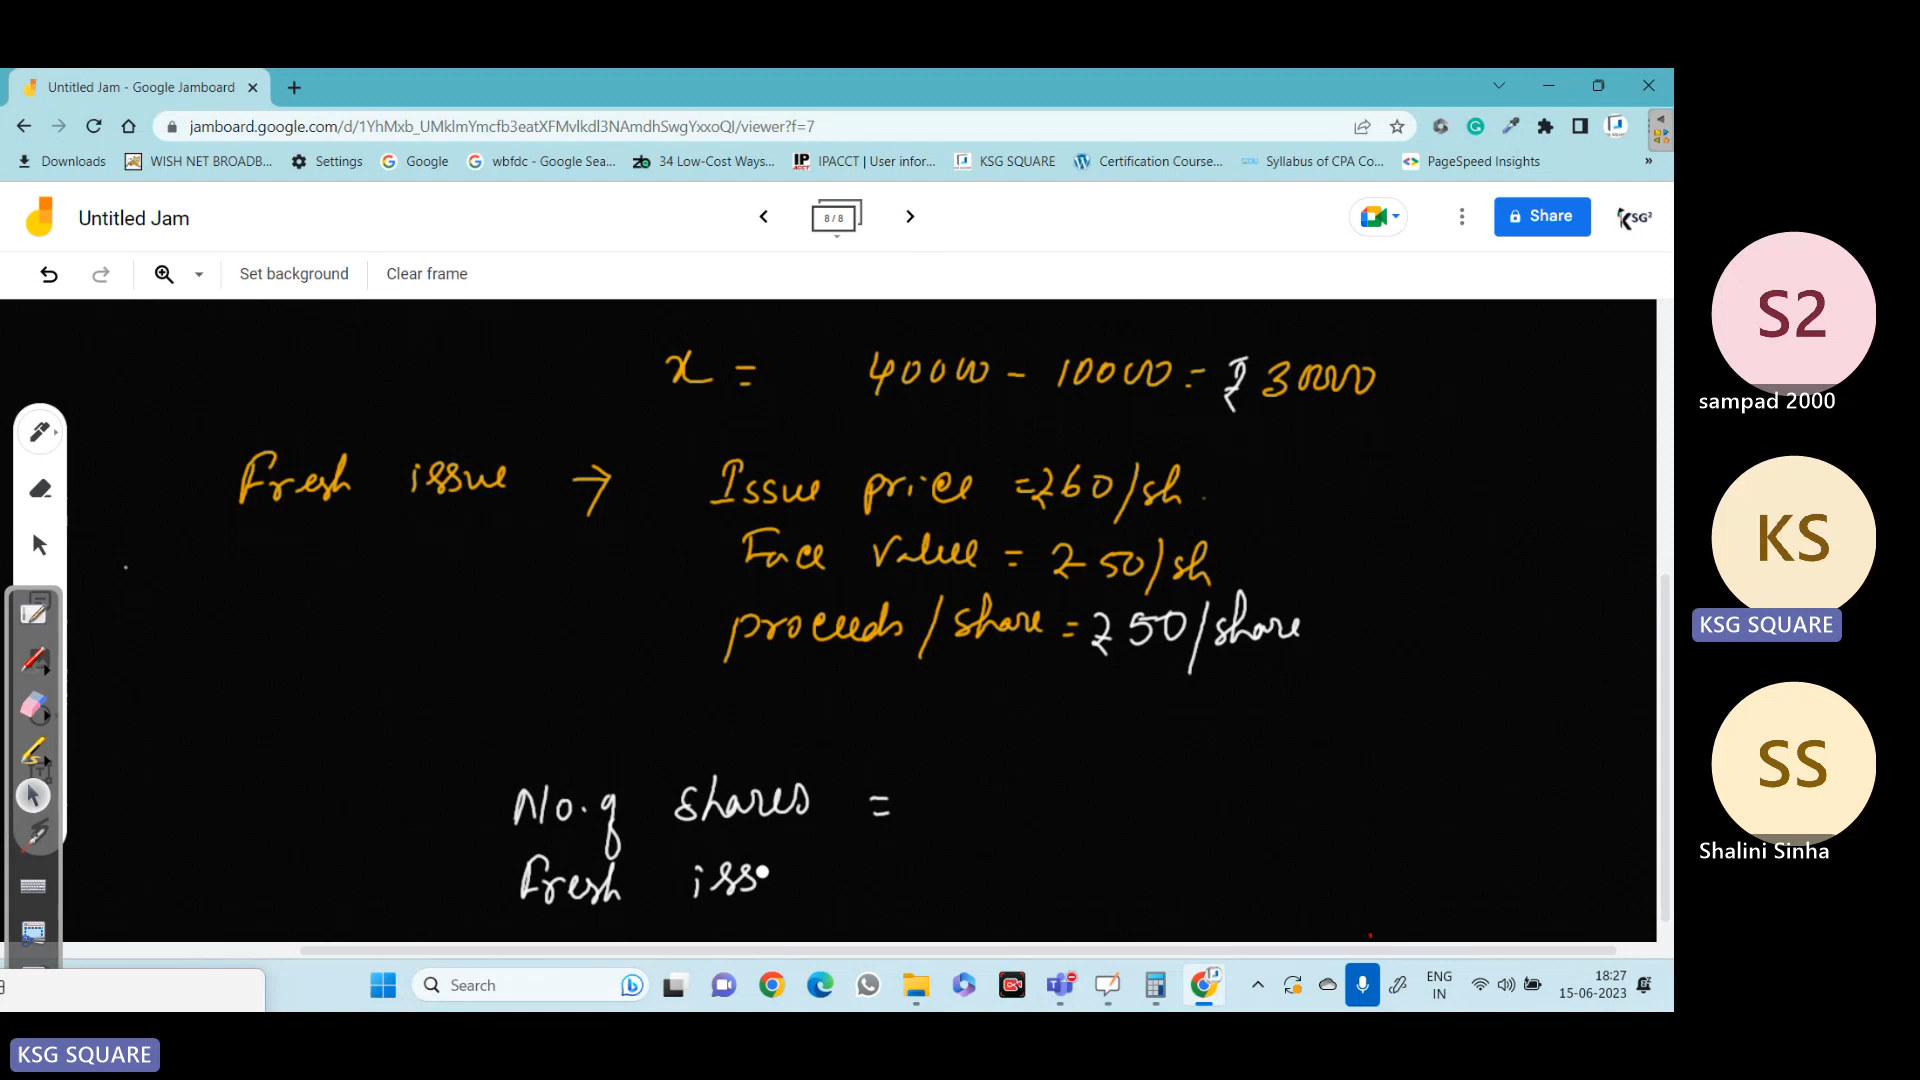 Untitled Jam - Google Jamboard
jamboard.google.com/d/1YhMxb_UMklmYmcfb3eatXFMvlkdl3NAmdhSwgYxxoQI/viewer?f=7
Downloads WISH NET BROADB... Settings Google wbfdc - Google Sea... 34 Low-Cost Ways... IPACCT | User infor... KSG SQUARE Certification Course... Syllabus of CPA Co... PageSpeed Insights »
Untitled Jam 8 / 8 Share KSG²
Set background Clear frame
x = 40000 - 10000 = ₹ 30000
Fresh issue → Issue price = 260/sh.
Face value = 250/sh
proceeds/share = 250/share
No. of shares =
Fresh iss
S2
sampad 2000
KS
KSG SQUARE
SS
Shalini Sinha
Search
ENG
IN
18:27
15-06-2023
KSG SQUARE